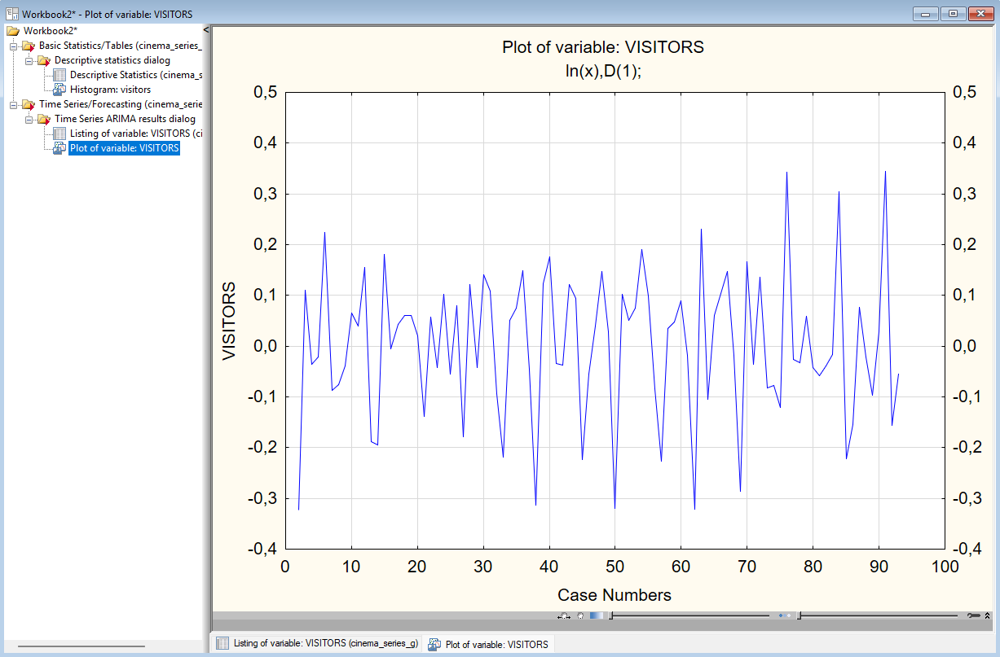 Workbook2* - Plot of variable: VISITORS
Workbook2*
Basic Statistics/Tables (cinema_series_
Descriptive statistics dialog
Descriptive Statistics (cinema_s
Histogram: visitors
Time Series/Forecasting (cinema_serie
Time Series ARIMA results dialog
Listing of variable: VISITORS (ci
Plot of variable: VISITORS
Plot of variable: VISITORS
ln(x),D(1);
0,5 0,5
0,4 0,4
0,3 0,3
0,2 0,2
0,1 0,1
0,0 0,0
-0,1 -0,1
-0,2 -0,2
-0,3 -0,3
-0,4 -0,4
VISITORS
0 10 20 30 40 50 60 70 80 90 100
Case Numbers
Listing of variable: VISITORS (cinema_series_g) Plot of variable: VISITORS